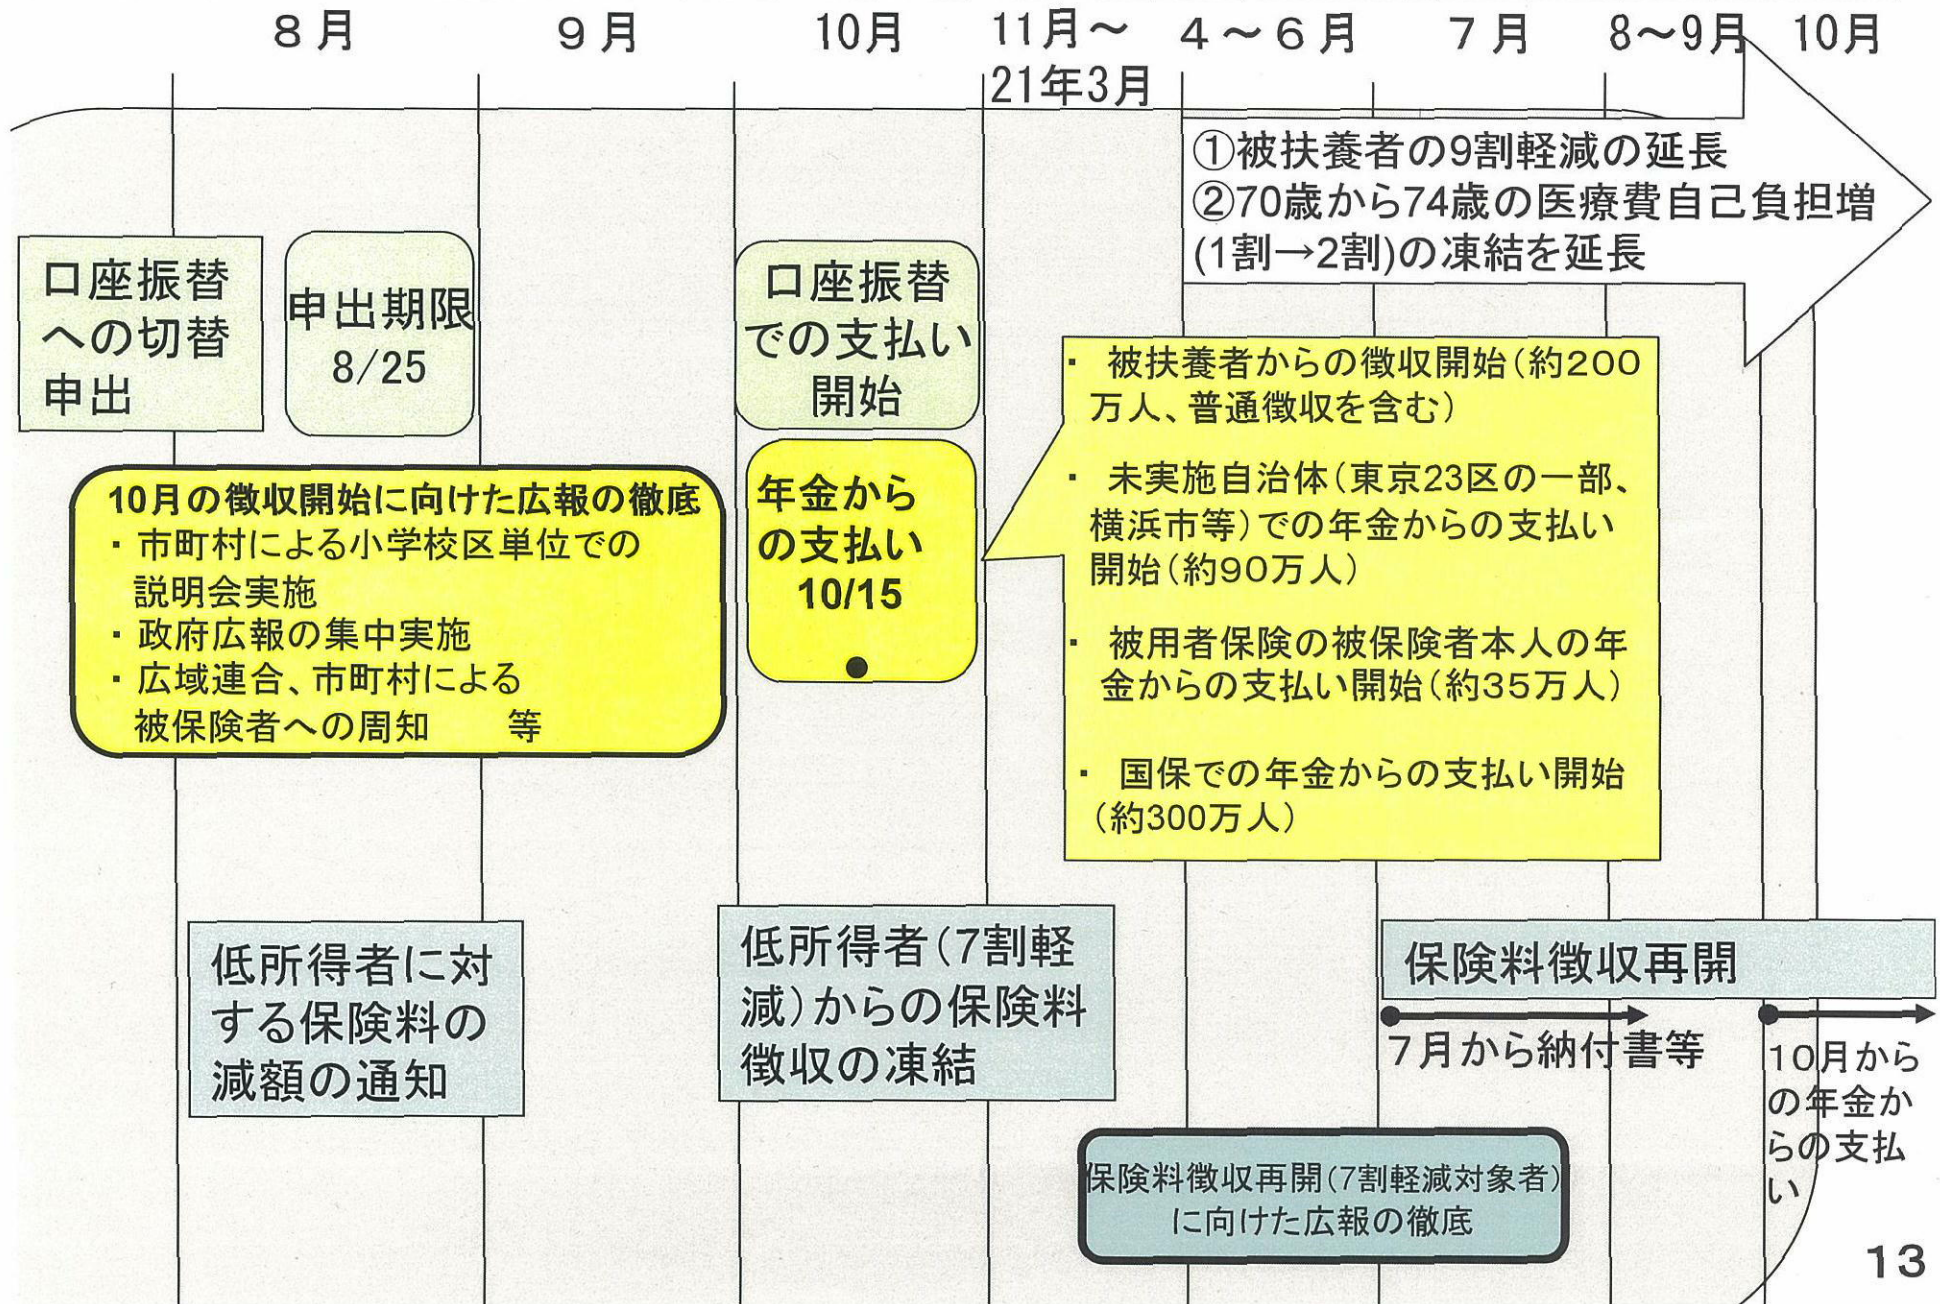 8月
9月
10月
11月～
21年3月
4～6月
7月
8～9月
10月
①被扶養者の9割軽減の延長
②70歳から74歳の医療費自己負担増
(1割→2割)の凍結を延長
口座振替
への切替
申出
申出期限
8/25
口座振替
での支払い
開始
10月の徴収開始に向けた広報の徹底
・市町村による小学校区単位での
説明会実施
・政府広報の集中実施
・広域連合、市町村による
被保険者への周知　等
年金から
の支払い
10/15
・ 被扶養者からの徴収開始（約200
万人、普通徴収を含む）
・ 未実施自治体（東京23区の一部、
横浜市等）での年金からの支払い
開始（約90万人）
・ 被用者保険の被保険者本人の年
金からの支払い開始（約35万人）
・ 国保での年金からの支払い開始
（約300万人）
低所得者に対
する保険料の
減額の通知
低所得者（7割軽
減）からの保険料
徴収の凍結
保険料徴収再開
7月から納付書等
10月から
の年金か
らの支払
い
保険料徴収再開（7割軽減対象者）
に向けた広報の徹底
13